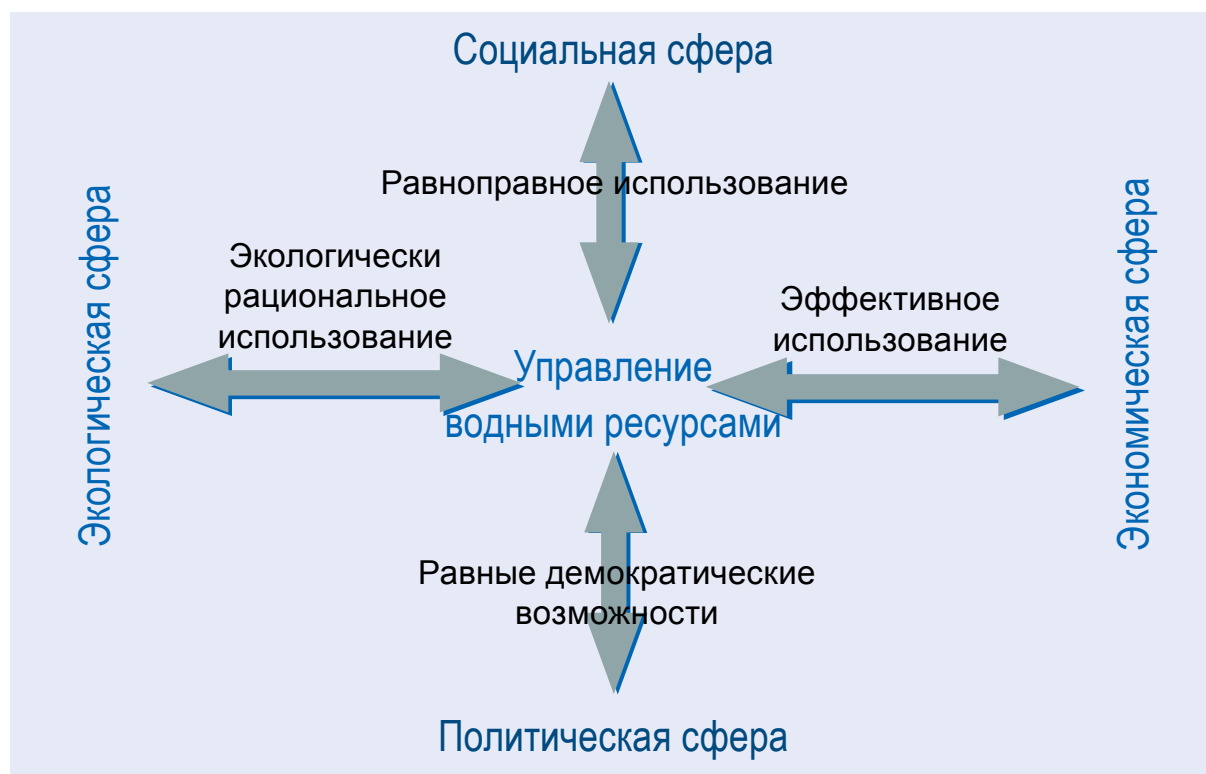 Социальная сфера
Равноправное использование
Экологическая сфера
Экологически
рациональное
использование
Эффективное
использование
Экономическая сфера
Управление
водными ресурсами
Равные демократические
возможности
Политическая сфера